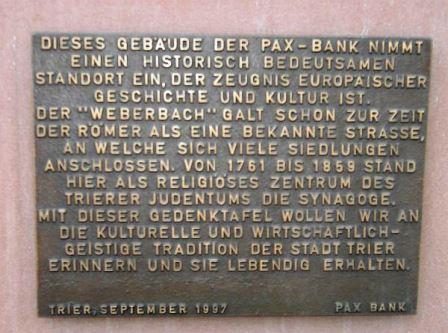 DIESES GEBÄUDE DER PAX-BANK NIMMT
EINEN HISTORISCH BEDEUTSAMEN
STANDORT EIN, DER ZEUGNIS EUROPÄISCHER
GESCHICHTE UND KULTUR IST.
DER "WEBERBACH" GALT SCHON ZUR ZEIT
DER RÖMER ALS EINE BEKANNTE STRASSE,
AN WELCHE SICH VIELE SIEDLUNGEN
ANSCHLOSSEN. VON 1761 BIS 1859 STAND
HIER ALS RELIGIÖSES ZENTRUM DES
TRIERER JUDENTUMS DIE SYNAGOGE.
MIT DIESER GEDENKTAFEL WOLLEN WIR AN
DIE KULTURELLE UND WIRTSCHAFTLICH-
GEISTIGE TRADITION DER STADT TRIER
ERINNERN UND SIE LEBENDIG ERHALTEN.
TRIER, SEPTEMBER 1997 PAX BANK